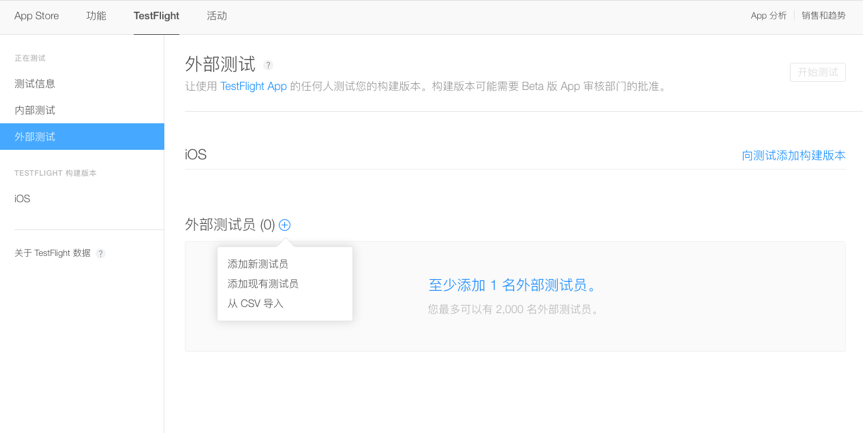 App Store 功能 TestFlight 活动 App 分析 销售和趋势
正在测试
测试信息
内部测试
外部测试
TESTFLIGHT 构建版本
iOS
关于 TestFlight 数据 ?
外部测试 ?
开始测试
让使用 TestFlight App 的任何人测试您的构建版本。构建版本可能需要 Beta 版 App 审核部门的批准。
iOS 向测试添加构建版本
外部测试员 (0)
添加新测试员
添加现有测试员
从 CSV 导入
至少添加 1 名外部测试员。
您最多可以有 2,000 名外部测试员。